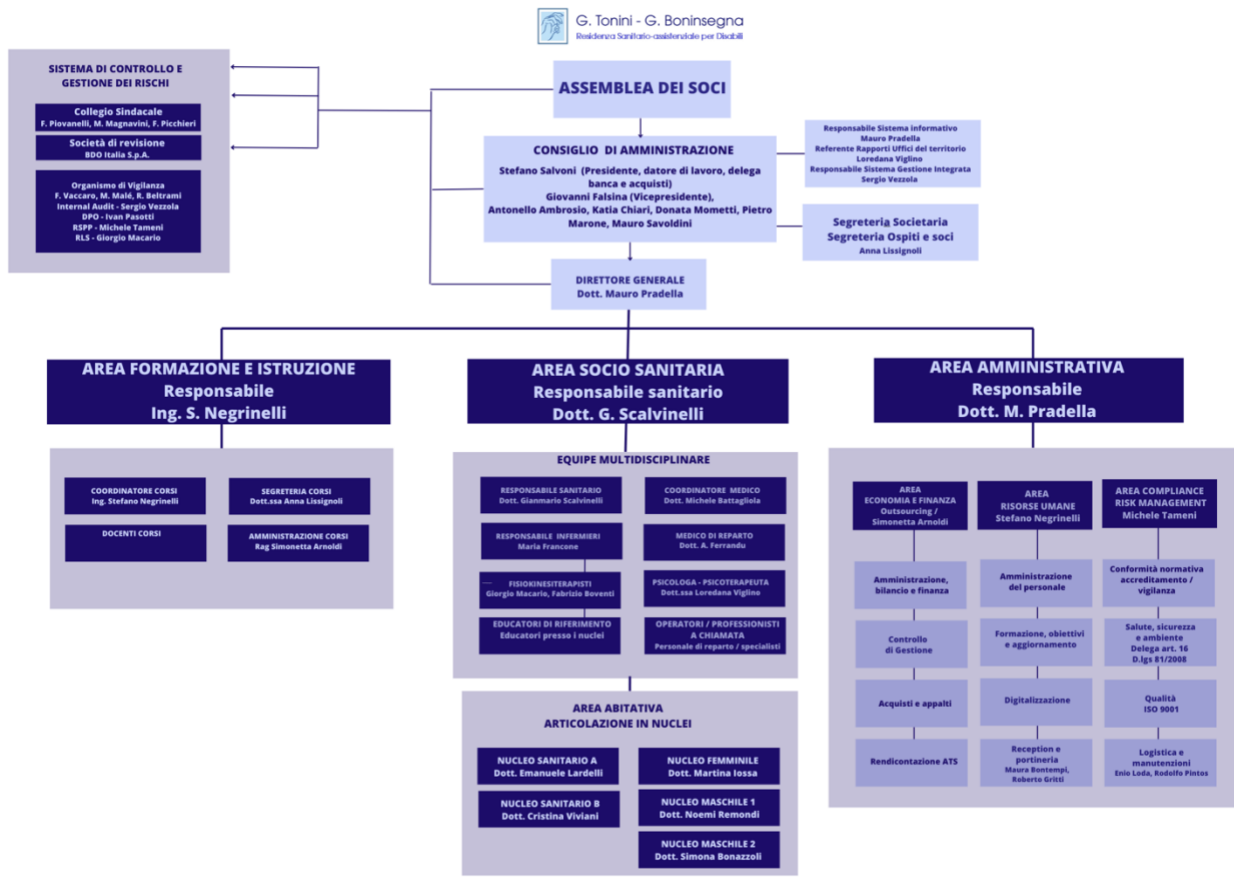 G. Tonini - G. Boninsegna
Residenza Sanitario-assistenziale per Disabili
SISTEMA DI CONTROLLO E
GESTIONE DEI RISCHI
Collegio Sindacale
F. Piovanelli, M. Magnavini, F. Picchieri
Società di revisione
BDO Italia S.p.A.
Organismo di Vigilanza
F. Vaccaro, M. Malé, R. Beltrami
Internal Audit - Sergio Vezzola
DPO - Ivan Pasotti
RSPP - Michele Tameni
RLS - Giorgio Macario
ASSEMBLEA DEI SOCI
CONSIGLIO DI AMMINISTRAZIONE
Stefano Salvoni (Presidente, datore di lavoro, delega
banca e acquisti)
Giovanni Falsina (Vicepresidente),
Antonello Ambrosio, Katia Chiari, Donata Mometti, Pietro
Marone, Mauro Savoldini
Responsabile Sistema Informativo
Mauro Pradella
Referente Rapporti Uffici del territorio
Loredana Viglino
Responsabile Sistema Gestione Integrata
Sergio Vezzola
Segreteria Societaria
Segreteria Ospiti e soci
Anna Lissignoli
DIRETTORE GENERALE
Dott. Mauro Pradella
AREA FORMAZIONE E ISTRUZIONE
Responsabile
Ing. S. Negrinelli
COORDINATORE CORSI
Ing. Stefano Negrinelli
SEGRETERIA CORSI
Dott.ssa Anna Lissignoli
DOCENTI CORSI
AMMINISTRAZIONE CORSI
Rag Simonetta Arnoldi
AREA SOCIO SANITARIA
Responsabile sanitario
Dott. G. Scalvinelli
EQUIPE MULTIDISCIPLINARE
RESPONSABILE SANITARIO
Dott. Gianmario Scalvinelli
COORDINATORE MEDICO
Dott. Michele Battagliola
RESPONSABILE INFERMIERI
Maria Francone
MEDICO DI REPARTO
Dott. A. Ferrandu
FISIOKINESITERAPISTI
Giorgio Macario, Fabrizio Boventi
PSICOLOGA - PSICOTERAPEUTA
Dott.ssa Loredana Viglino
EDUCATORI DI RIFERIMENTO
Educatori presso i nuclei
OPERATORI / PROFESSIONISTI
A CHIAMATA
Personale di reparto / specialisti
AREA ABITATIVA
ARTICOLAZIONE IN NUCLEI
NUCLEO SANITARIO A
Dott. Emanuele Lardelli
NUCLEO FEMMINILE
Dott. Martina Iossa
NUCLEO SANITARIO B
Dott. Cristina Viviani
NUCLEO MASCHILE 1
Dott. Noemi Remondi
NUCLEO MASCHILE 2
Dott. Simona Bonazzoli
AREA AMMINISTRATIVA
Responsabile
Dott. M. Pradella
AREA
ECONOMIA E FINANZA
Outsourcing /
Simonetta Arnoldi
Amministrazione,
bilancio e finanza
Controllo
di Gestione
Acquisti e appalti
Rendicontazione ATS
AREA
RISORSE UMANE
Stefano Negrinelli
Amministrazione
del personale
Formazione, obiettivi
e aggiornamento
Digitalizzazione
Reception e
portineria
Maura Bontempi,
Roberto Gritti
AREA COMPLIANCE
RISK MANAGEMENT
Michele Tameni
Conformità normativa
accreditamento /
vigilanza
Salute, sicurezza
e ambiente
Delega art. 16
D.lgs 81/2008
Qualità
ISO 9001
Logistica e
manutenzioni
Enio Loda, Rodolfo Pintos